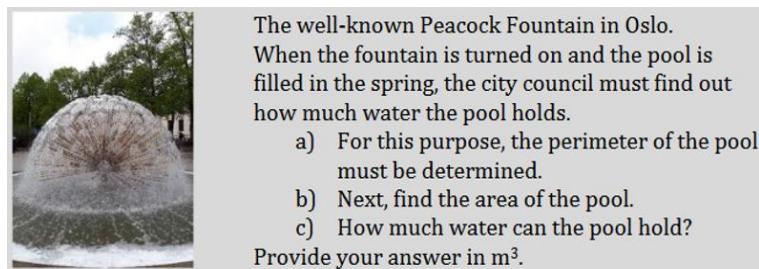 The well-known Peacock Fountain in Oslo.
When the fountain is turned on and the pool is
filled in the spring, the city council must find out
how much water the pool holds.
a) For this purpose, the perimeter of the pool
must be determined.
b) Next, find the area of the pool.
c) How much water can the pool hold?
Provide your answer in m³.